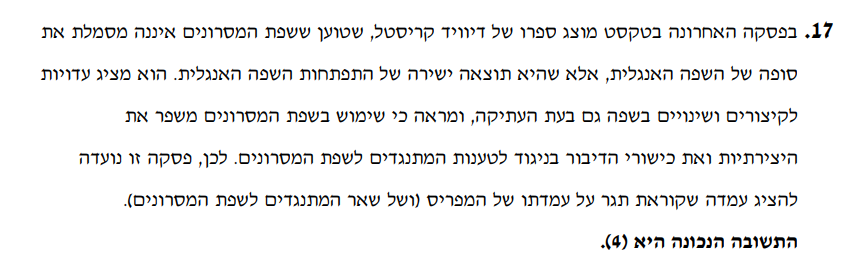 17. בפסקה האחרונה בטקסט מוצג ספרו של דיוויד קריסטל, שטוען ששפת המסרונים איננה מסמלת את
סופה של השפה האנגלית, אלא שהיא תוצאה ישירה של התפתחות השפה האנגלית. הוא מציג עדויות
לקיצורים ושינויים בשפה גם בעת העתיקה, ומראה כי שימוש בשפת המסרונים משפר את
היצירתיות ואת כישורי הדיבור בניגוד לטענות המתנגדים לשפת המסרונים. לכן, פסקה זו נועדה
להציג עמדה שקוראת תגר על עמדתו של המפריס (ושל שאר המתנגדים לשפת המסרונים).
התשובה הנכונה היא (4).